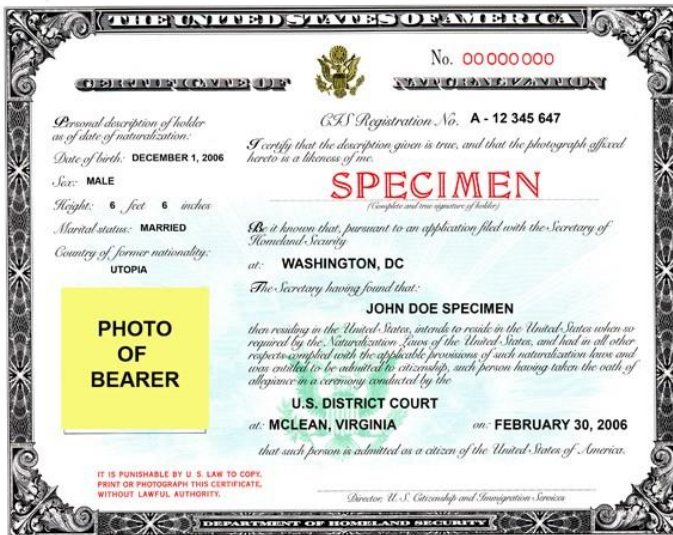 THE UNITED STATES OF AMERICA
No. 00000000
CERTIFICATE OF NATURALIZATION
Personal description of holder
as of date of naturalization:
Date of birth: DECEMBER 1, 2006
Sex: MALE
Height: 6 feet 6 inches
Marital status: MARRIED
Country of former nationality:
UTOPIA
PHOTO
OF
BEARER
IT IS PUNISHABLE BY U. S. LAW TO COPY,
PRINT OR PHOTOGRAPH THIS CERTIFICATE,
WITHOUT LAWFUL AUTHORITY.
CIS Registration No. A - 12 345 647
I certify that the description given is true, and that the photograph affixed
hereto is a likeness of me.
SPECIMEN
(Complete and true signature of holder)
Be it known that, pursuant to an application filed with the Secretary of
Homeland Security
at: WASHINGTON, DC
The Secretary having found that:
JOHN DOE SPECIMEN
then residing in the United States, intends to reside in the United States when so
required by the Naturalization Laws of the United States, and had in all other
respects complied with the applicable provisions of such naturalization laws and
was entitled to be admitted to citizenship, such person having taken the oath of
allegiance in a ceremony conducted by the
U.S. DISTRICT COURT
at: MCLEAN, VIRGINIA on: FEBRUARY 30, 2006
that such person is admitted as a citizen of the United States of America.
Director, U. S. Citizenship and Immigration Services
DEPARTMENT OF HOMELAND SECURITY